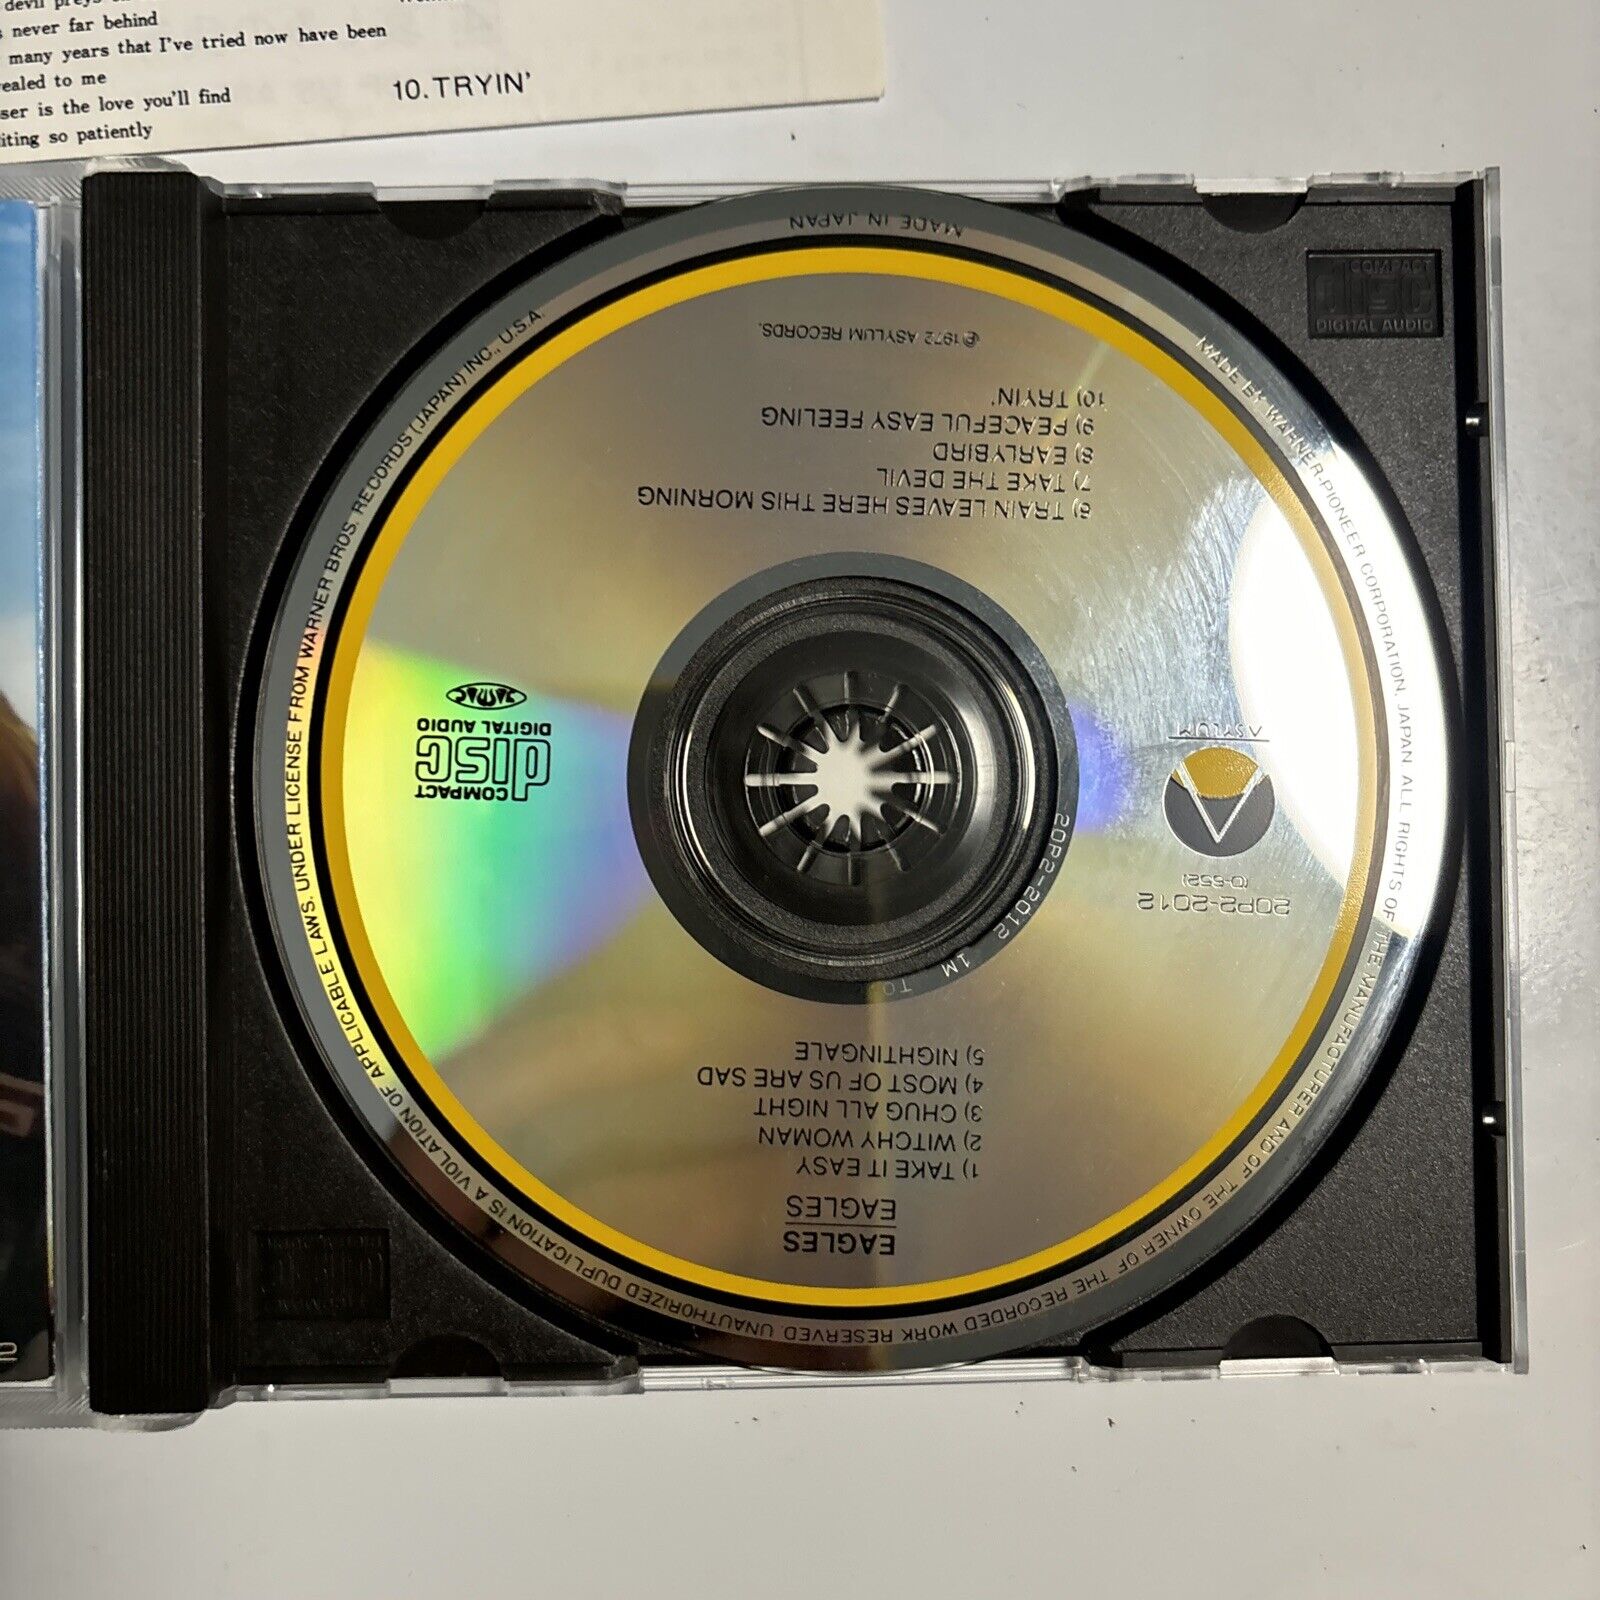 s never far behind
many years that I've tried now have been
ealed to me
ser is the love you'll find
iting so patiently
10. TRYIN'
EAGLES
EAGLES
1) TAKE IT EASY
2) WITCHY WOMAN
3) CHUG ALL NIGHT
4) MOST OF US ARE SAD
5) NIGHTINGALE
20P2-2012
(O-552)
ASYLUM
COMPACT
disc
DIGITAL AUDIO
JASRAC
6) TRAIN LEAVES HERE THIS MORNING
7) TAKE THE DEVIL
8) EARLYBIRD
9) PEACEFUL EASY FEELING
10) TRYIN'
℗1972 ASYLUM RECORDS.
MADE BY WARNER-PIONEER CORPORATION, JAPAN. ALL RIGHTS OF THE MANUFACTURER AND OF THE OWNER OF THE RECORDED WORK RESERVED. UNAUTHORIZED DUPLICATION IS A VIOLATION OF APPLICABLE LAWS. UNDER LICENSE FROM WARNER BROS. RECORDS (JAPAN) INC., U.S.A.
MADE IN JAPAN
20P2-2012 1M TO
COMPACT
disc
DIGITAL AUDIO
2